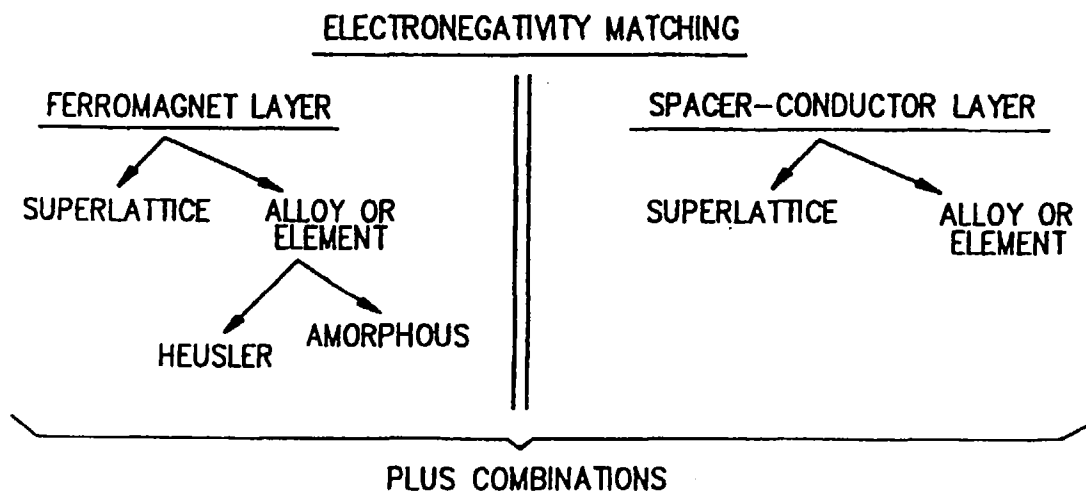 ELECTRONEGATIVITY MATCHING
FERROMAGNET LAYER
SUPERLATTICE
ALLOY OR
ELEMENT
HEUSLER
AMORPHOUS
SPACER-CONDUCTOR LAYER
SUPERLATTICE
ALLOY OR
ELEMENT
PLUS COMBINATIONS